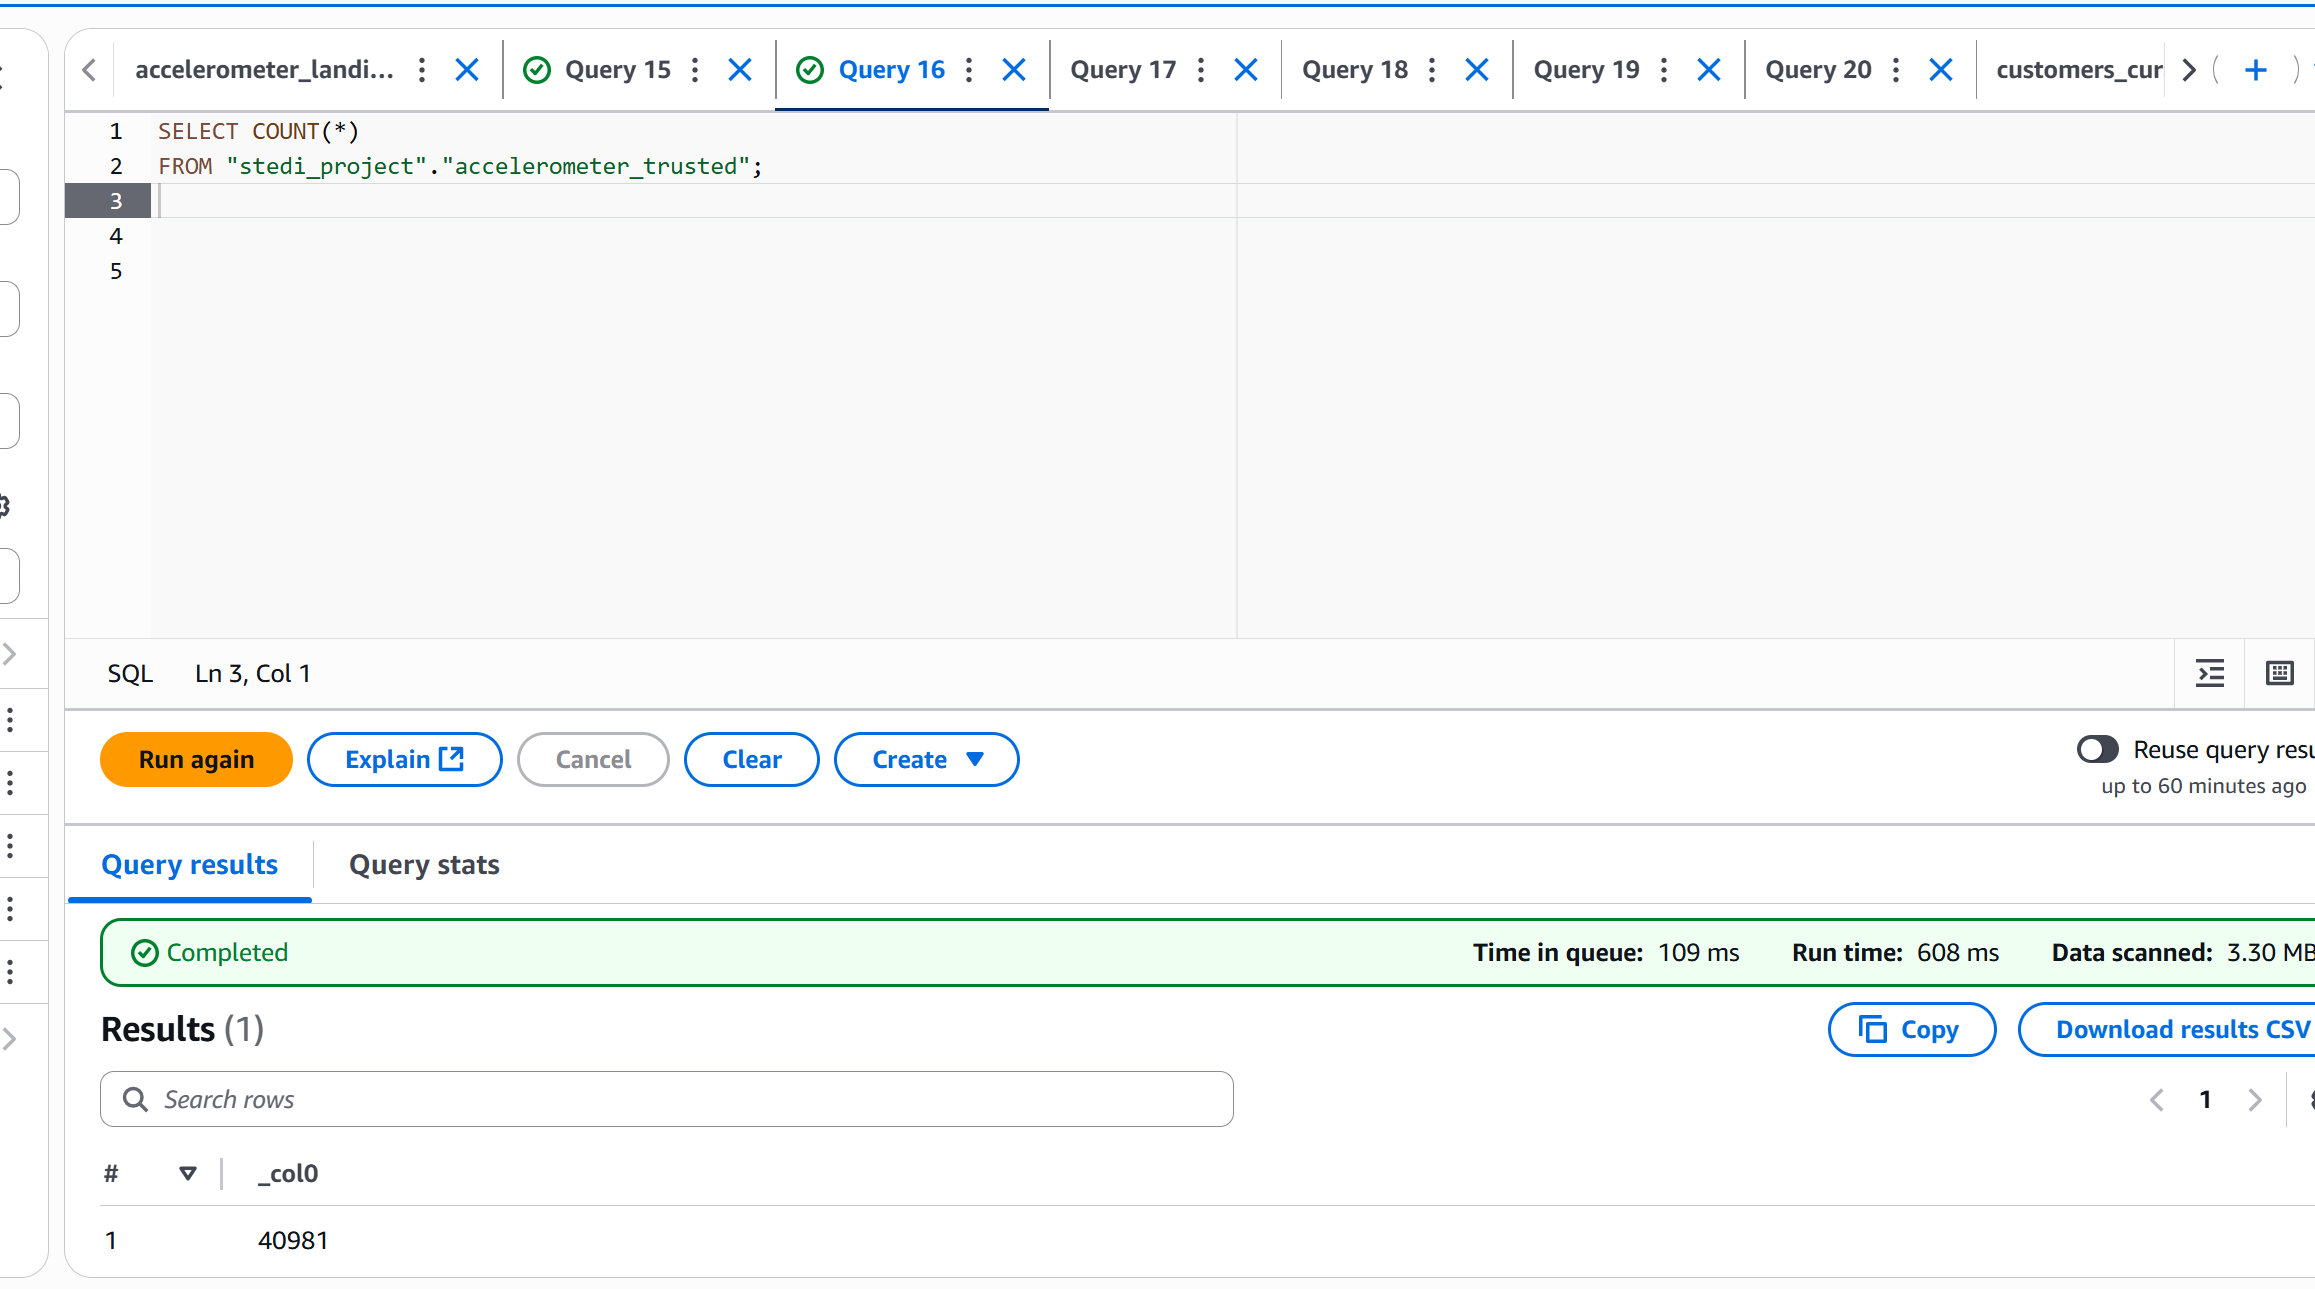 accelerometer_landi...
Query 15
Query 16
Query 17
Query 18
Query 19
Query 20
customers_cur
1 SELECT COUNT(*)
2 FROM "stedi_project"."accelerometer_trusted";
3
4
5
SQL Ln 3, Col 1
Run again
Explain
Cancel
Clear
Create
Reuse query resu
up to 60 minutes ago
Query results
Query stats
Completed
Time in queue: 109 ms
Run time: 608 ms
Data scanned: 3.30 MB
Results (1)
Copy
Download results CSV
Search rows
1
# _col0
1 40981